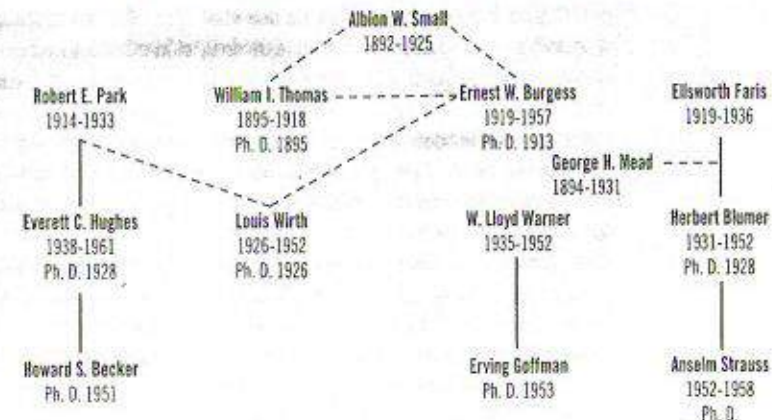 Albion W. Small
1892-1925
Robert E. Park
1914-1933
William I. Thomas
1895-1918
Ph. D. 1895
Ernest W. Burgess
1919-1957
Ph. D. 1913
Ellsworth Faris
1919-1936
George H. Mead
1894-1931
Everett C. Hughes
1938-1961
Ph. D. 1928
Louis Wirth
1926-1952
Ph. D. 1926
W. Lloyd Warner
1935-1952
Herbert Blumer
1931-1952
Ph. D. 1928
Howard S. Becker
Ph. D. 1951
Erving Goffman
Ph. D. 1953
Anselm Strauss
1952-1958
Ph. D.